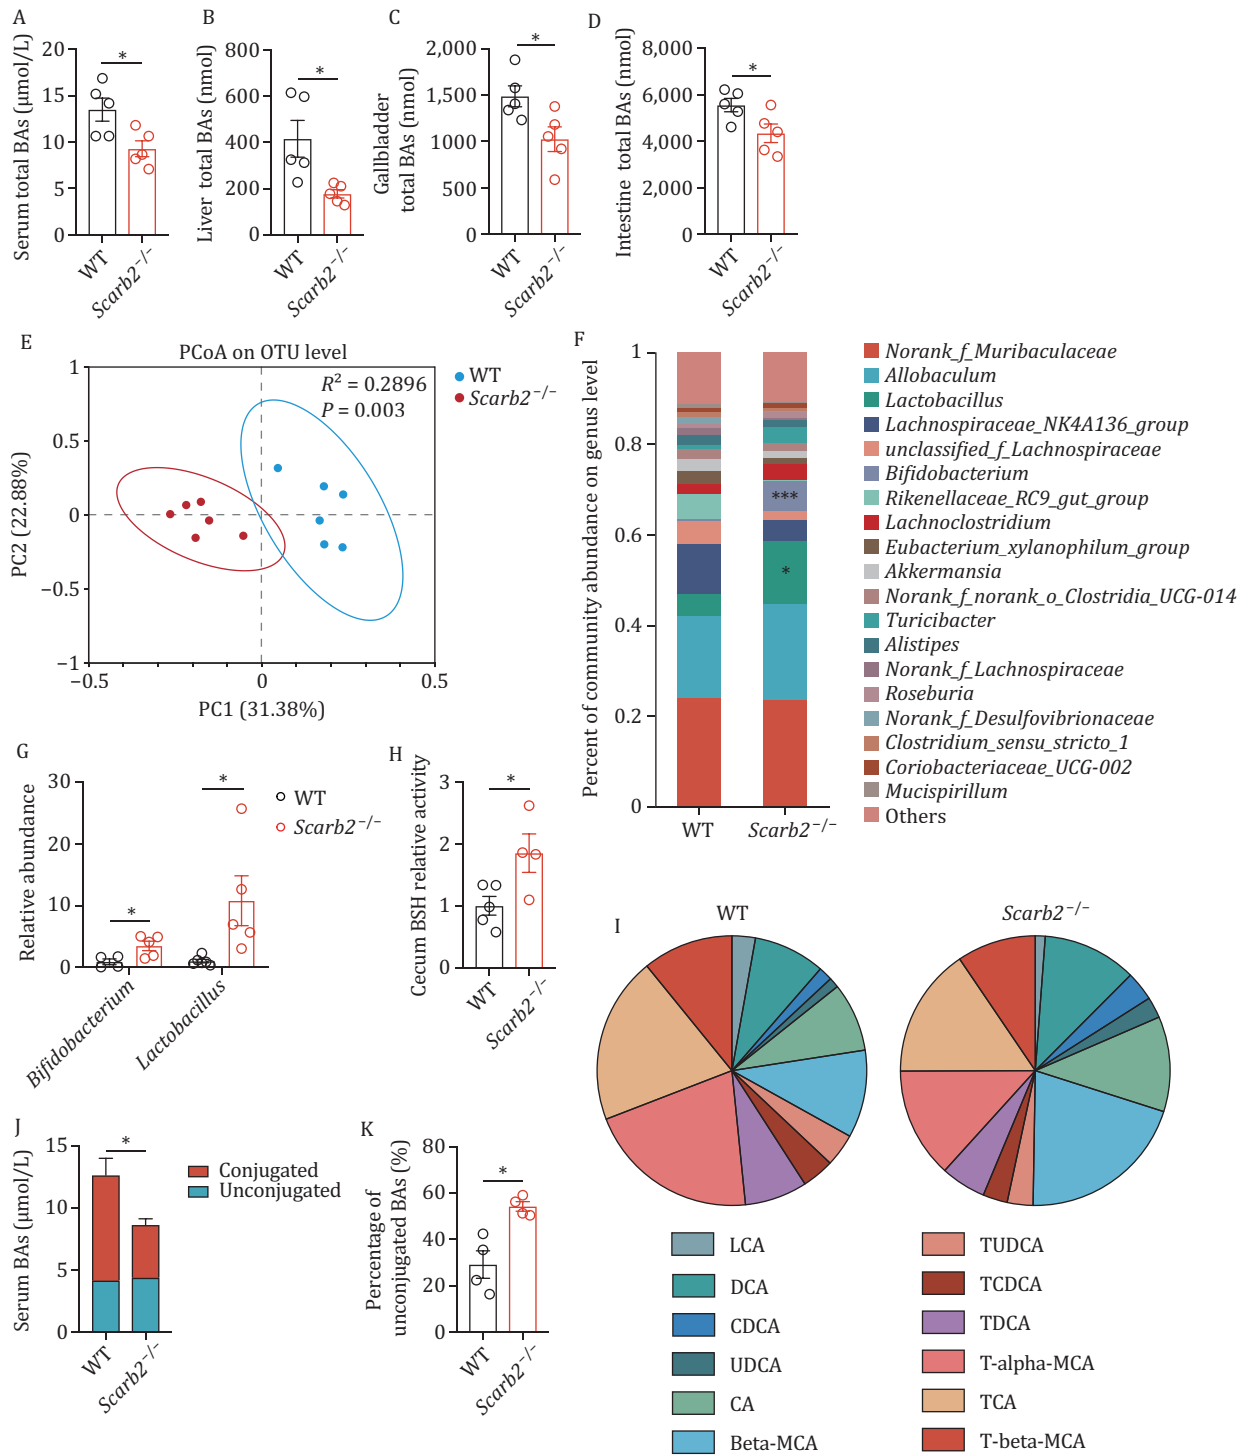 A
Serum total BAs (μmol/L)
20
15
10
5
0
*
WT
Scarb2−/−
B
Liver total BAs (nmol)
800
600
400
200
0
*
WT
Scarb2−/−
C
Gallbladder
total BAs (nmol)
2,000
1,500
1000
500
0
*
WT
Scarb2−/−
D
Intestine total BAs (nmol)
8,000
6,000
4,000
2,000
0
*
WT
Scarb2−/−
E
PCoA on OTU level
R² = 0.2896
P = 0.003
WT
Scarb2−/−
PC2 (22.88%)
1
0.5
0
−0.5
−1
−0.5
0
0.5
PC1 (31.38%)
F
Percent of community abundance on genus level
1
0.8
0.6
0.4
0.2
0
***
*
WT
Scarb2−/−
Norank_f_Muribaculaceae
Allobaculum
Lactobacillus
Lachnospiraceae_NK4A136_group
unclassified_f_Lachnospiraceae
Bifidobacterium
Rikenellaceae_RC9_gut_group
Lachnoclostridium
Eubacterium_xylanophilum_group
Akkermansia
Norank_f_norank_o_Clostridia_UCG-014
Turicibacter
Alistipes
Norank_f_Lachnospiraceae
Roseburia
Norank_f_Desulfovibrionaceae
Clostridium_sensu_stricto_1
Coriobacteriaceae_UCG-002
Mucispirillum
Others
G
Relative abundance
30
20
10
0
*
*
WT
Scarb2−/−
Bifidobacterium
Lactobacillus
H
Cecum BSH relative activity
3
2
1
0
*
WT
Scarb2−/−
I
WT
Scarb2−/−
LCA
DCA
CDCA
UDCA
CA
Beta-MCA
TUDCA
TCDCA
TDCA
T-alpha-MCA
TCA
T-beta-MCA
J
Serum BAs (μmol/L)
15
10
5
0
*
Conjugated
Unconjugated
WT
Scarb2−/−
K
Percentage of
unconjugated BAs (%)
80
60
40
20
0
*
WT
Scarb2−/−